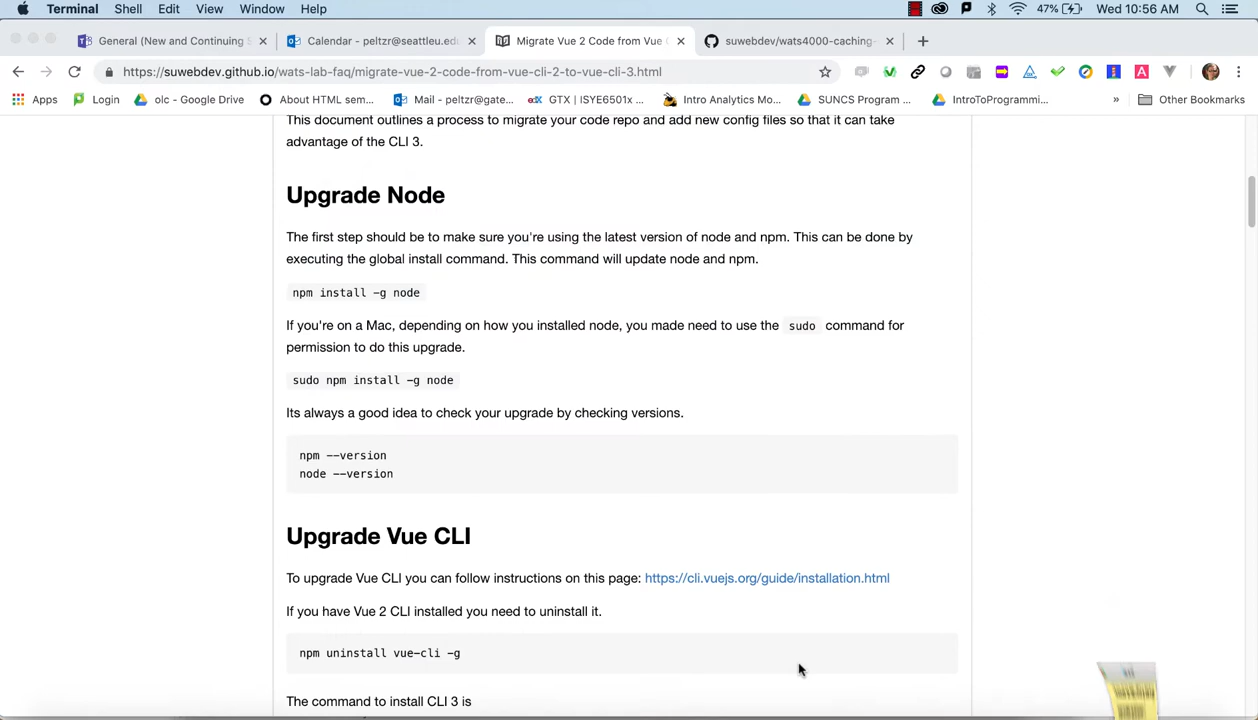 Terminal Shell Edit View Window Help 47% Wed 10:56 AM
General (New and Continuing S
Calendar - peltzr@seattleu.edu
Migrate Vue 2 Code from Vue C
suwebdev/wats4000-caching-
https://suwebdev.github.io/wats-lab-faq/migrate-vue-2-code-from-vue-cli-2-to-vue-cli-3.html
Apps Login olc - Google Drive About HTML sem... Mail - peltzr@gate... GTX | ISYE6501x ... Intro Analytics Mo... SUNCS Program ... IntroToProgrammi... » Other Bookmarks
This document outlines a process to migrate your code repo and add new config files so that it can take
advantage of the CLI 3.
Upgrade Node
The first step should be to make sure you're using the latest version of node and npm. This can be done by
executing the global install command. This command will update node and npm.
npm install -g node
If you're on a Mac, depending on how you installed node, you made need to use the sudo command for
permission to do this upgrade.
sudo npm install -g node
Its always a good idea to check your upgrade by checking versions.
npm --version
node --version
Upgrade Vue CLI
To upgrade Vue CLI you can follow instructions on this page: https://cli.vuejs.org/guide/installation.html
If you have Vue 2 CLI installed you need to uninstall it.
npm uninstall vue-cli -g
The command to install CLI 3 is